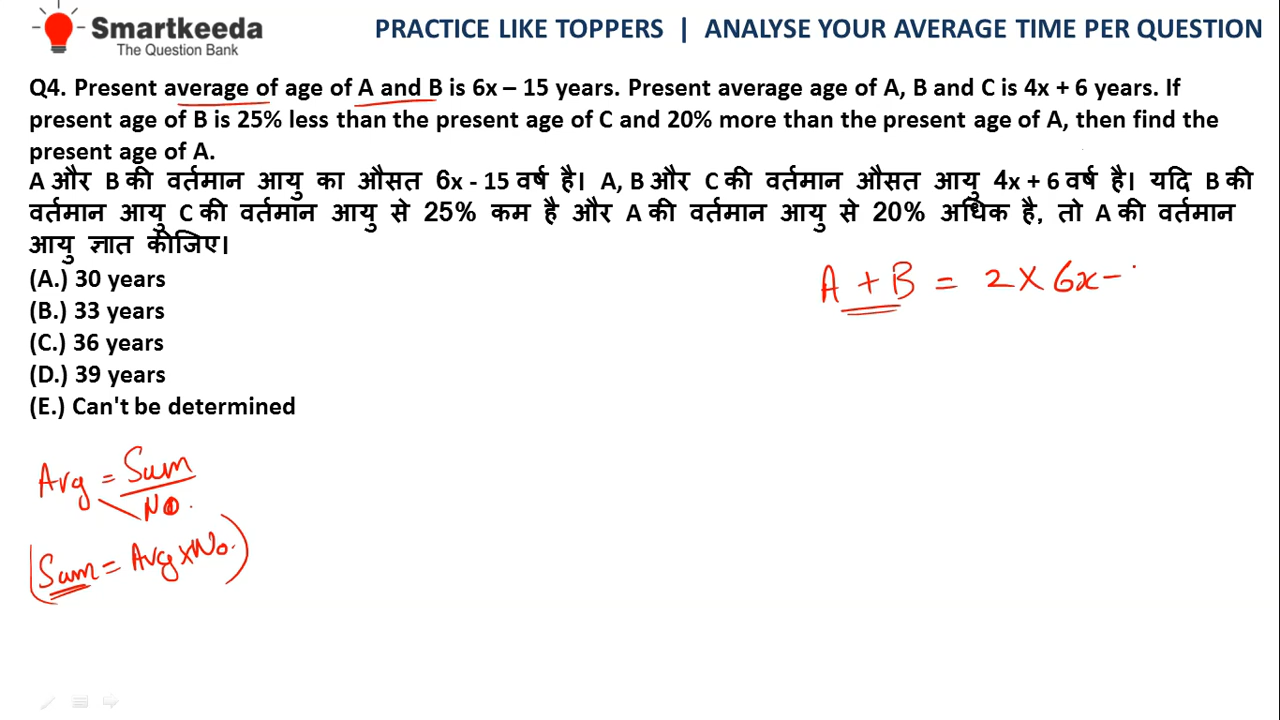 Smartkeeda
The Question Bank
PRACTICE LIKE TOPPERS | ANALYSE YOUR AVERAGE TIME PER QUESTION
Q4. Present average of age of A and B is 6x – 15 years. Present average age of A, B and C is 4x + 6 years. If
present age of B is 25% less than the present age of C and 20% more than the present age of A, then find the
present age of A.
A और B की वर्तमान आयु का औसत 6x - 15 वर्ष है। A, B और C की वर्तमान औसत आयु 4x + 6 वर्ष है। यदि B की
वर्तमान आयु C की वर्तमान आयु से 25% कम है और A की वर्तमान आयु से 20% अधिक है, तो A की वर्तमान
आयु ज्ञात कीजिए।
(A.) 30 years
(B.) 33 years
(C.) 36 years
(D.) 39 years
(E.) Can't be determined
A + B = 2 × 6x –
Avg = Sum
No.
(Sum = Avg × No.)